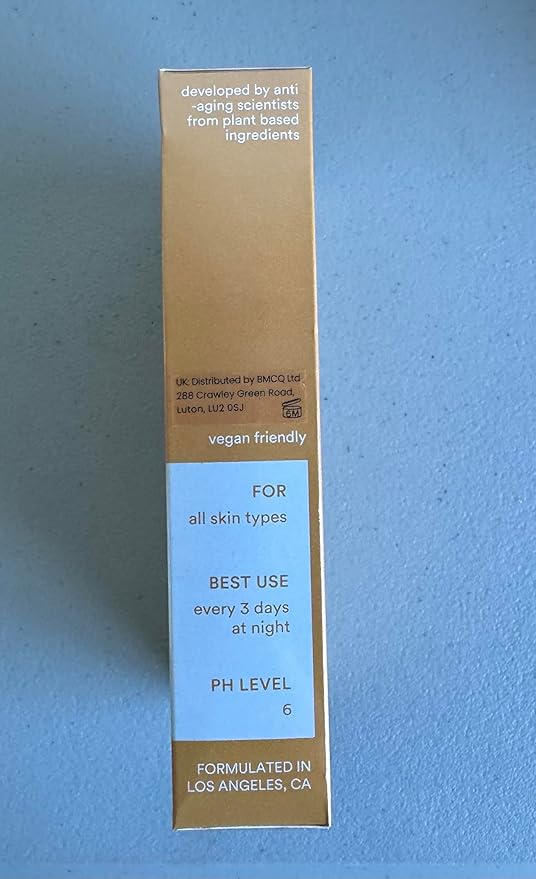 developed by anti
-aging scientists
from plant based
ingredients
UK: Distributed by BMCQ Ltd
288 Crawley Green Road,
Luton, LU2 0SJ
6M
vegan friendly
FOR
all skin types
BEST USE
every 3 days
at night
PH LEVEL
6
FORMULATED IN
LOS ANGELES, CA